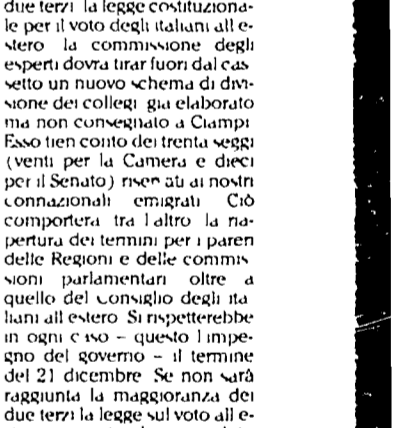 due terzi la legge costituziona-
le per il voto degli italiani all e-
stero la commissione degli
esperti dovra tirar fuori dal cas
setto un nuovo schema di divi-
sione dei collegi gia elaborato
ma non consegnato a Ciampi
Esso tien conto dei trenta seggi
(venti per la Camera e dieci
per il Senato) riservati ai nostri
connazionali emigrati Ciò
comporterà tra l altro la ria-
pertura dei termini per i pareri
delle Regioni e delle commis
sioni parlamentari oltre a
quello del consiglio degli ita
liani all estero Si rispetterebbe
in ogni caso – questo l impe-
gno del governo – il termine
del 21 dicembre Se non sarà
raggiunta la maggioranza dei
due terzi la legge sul voto all e-